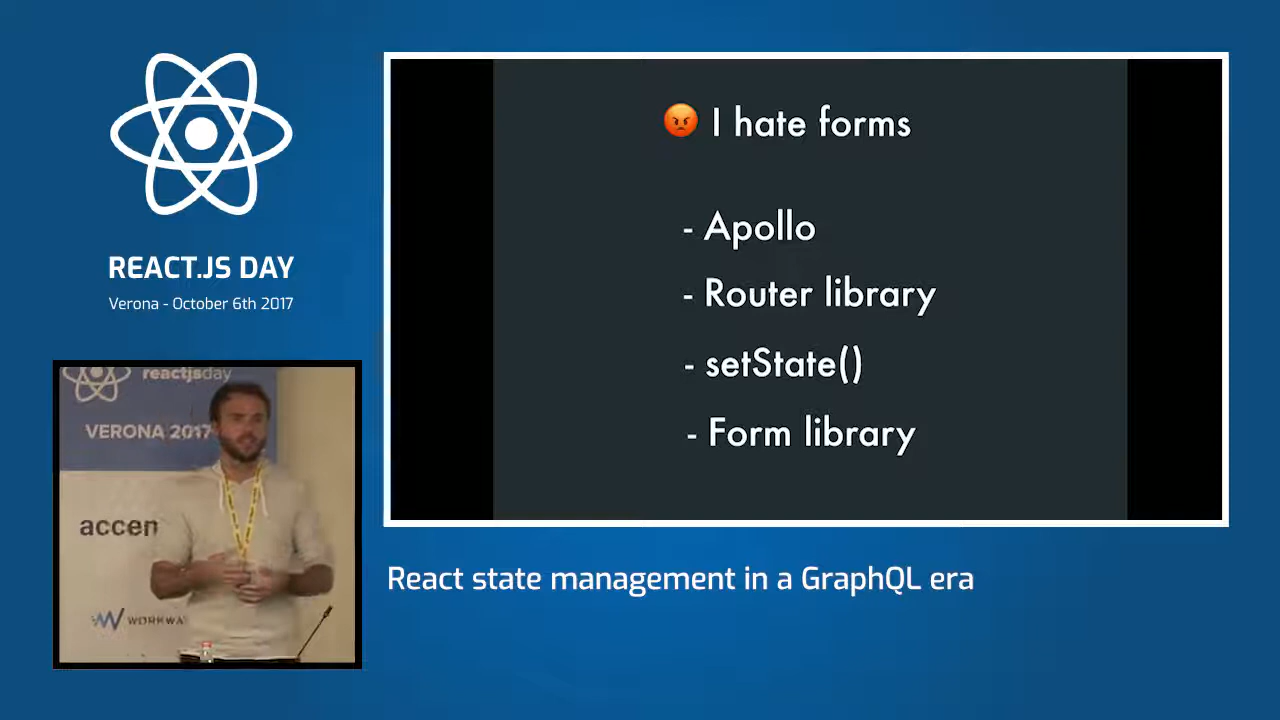 REACT.JS DAY
Verona - October 6th 2017
😡 I hate forms
- Apollo
- Router library
- setState()
- Form library
reactjsday
VERONA 2017
accen
WORKWA
React state management in a GraphQL era